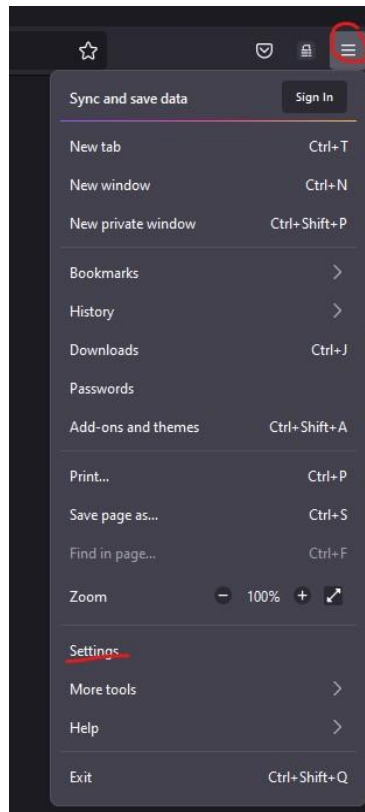 Sync and save data Sign In
New tab Ctrl+T
New window Ctrl+N
New private window Ctrl+Shift+P
Bookmarks
History
Downloads Ctrl+J
Passwords
Add-ons and themes Ctrl+Shift+A
Print... Ctrl+P
Save page as... Ctrl+S
Find in page... Ctrl+F
Zoom − 100% +
Settings
More tools
Help
Exit Ctrl+Shift+Q